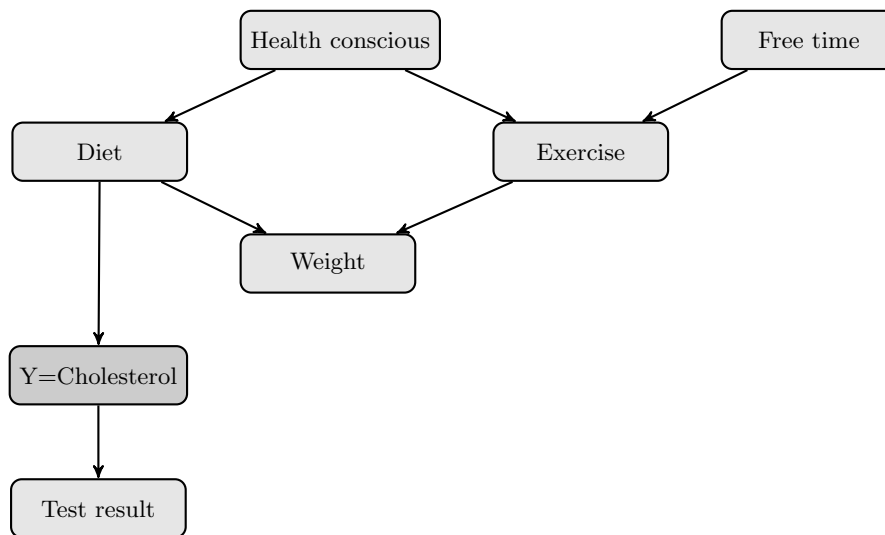 Health conscious
Free time
Diet
Exercise
Weight
Y=Cholesterol
Test result